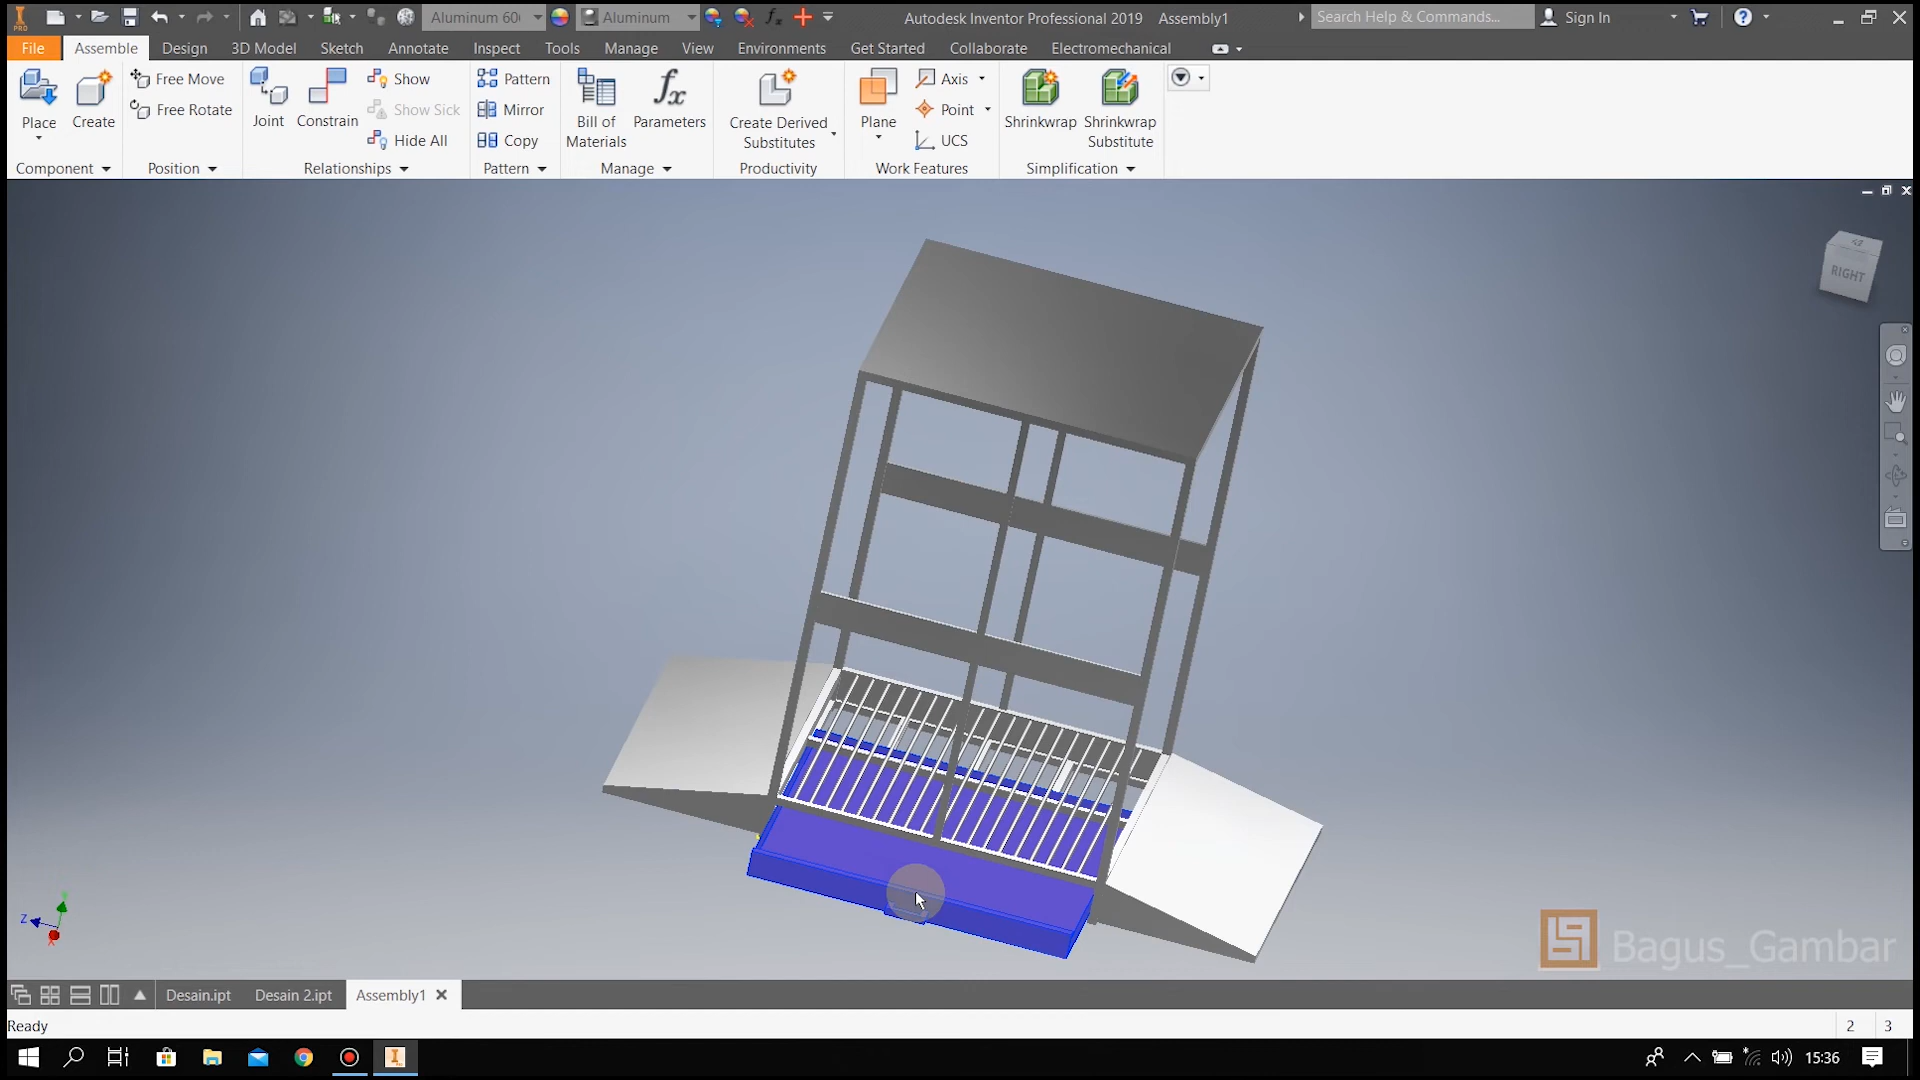 PRO
Aluminum 60
Aluminum
Autodesk Inventor Professional 2019 Assembly1
Search Help & Commands...
Sign In
File Assemble Design 3D Model Sketch Annotate Inspect Tools Manage View Environments Get Started Collaborate Electromechanical
Place
Create
Free Move
Free Rotate
Joint
Constrain
Show
Show Sick
Hide All
Pattern
Mirror
Copy
Bill of
Materials
fx
Parameters
Create Derived
Substitutes
Plane
Axis
Point
UCS
Shrinkwrap
Shrinkwrap
Substitute
Component Position Relationships Pattern Manage Productivity Work Features Simplification
RIGHT
Z
X
Bagus_Gambar
Desain.ipt Desain 2.ipt Assembly1
Ready
2 3
15:36